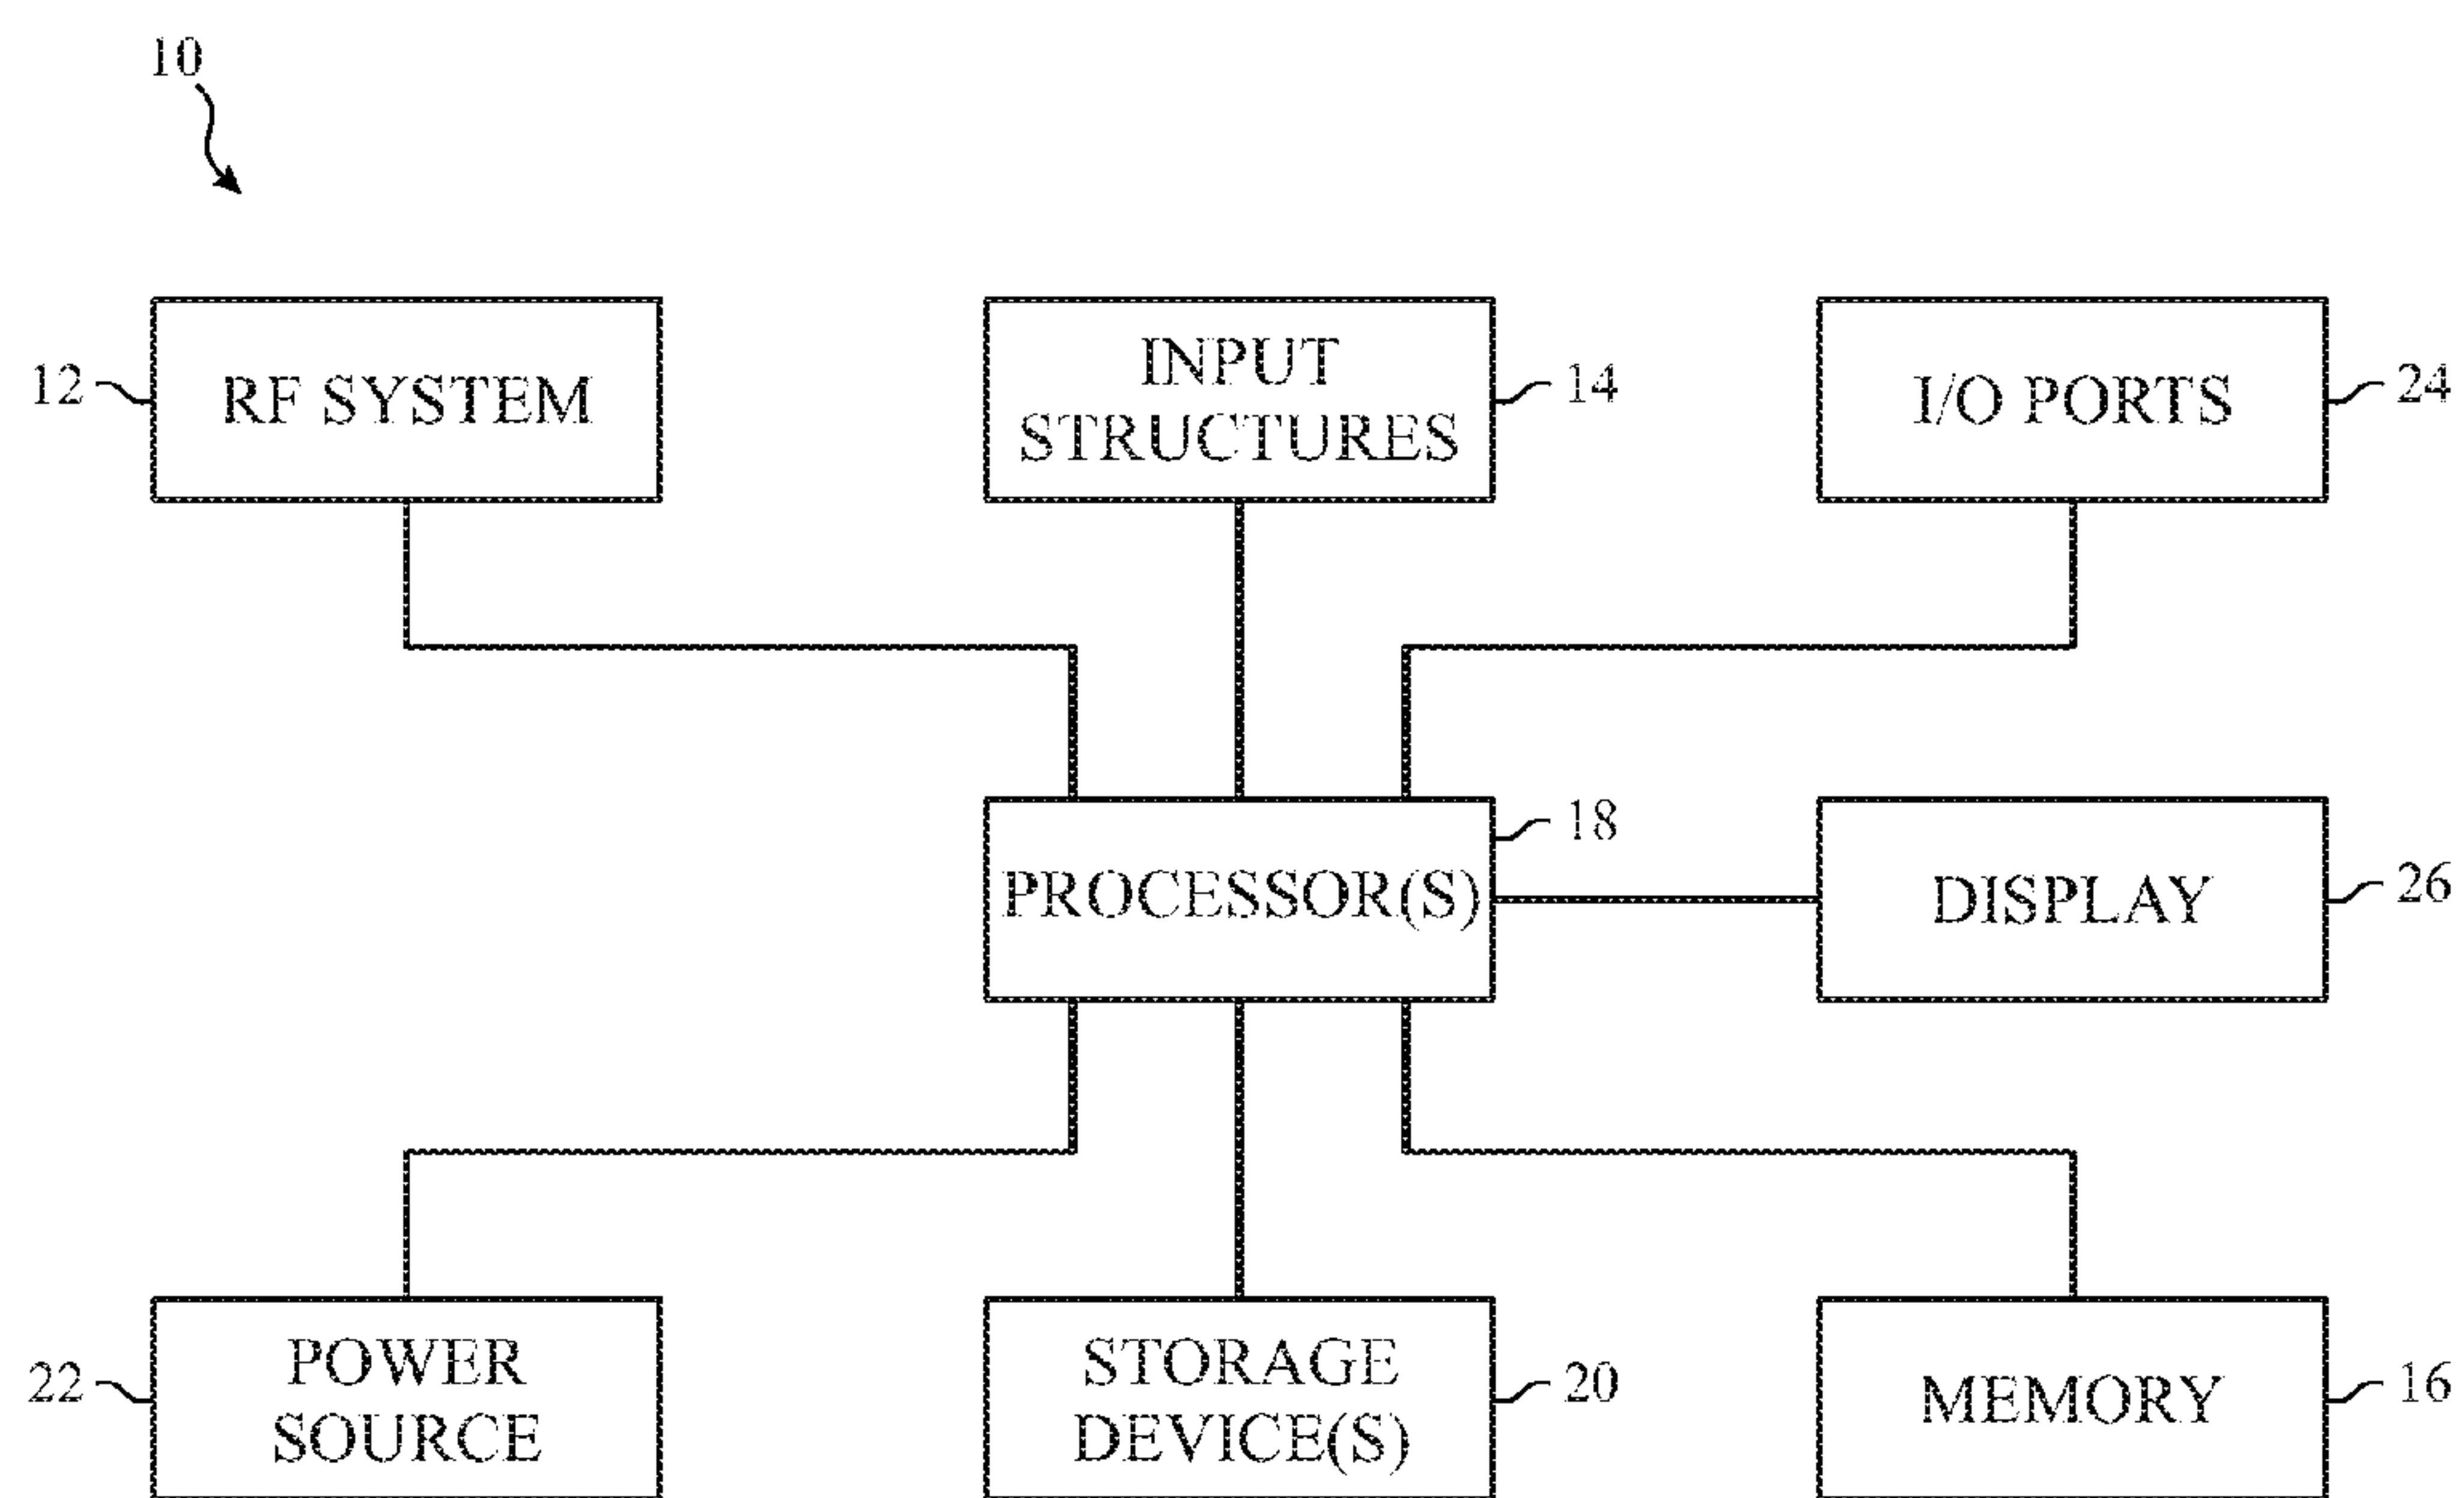 10
12
RF SYSTEM
INPUT
STRUCTURES
14
I/O PORTS
24
PROCESSOR(S)
18
DISPLAY
26
22
POWER
SOURCE
STORAGE
DEVICE(S)
20
MEMORY
16